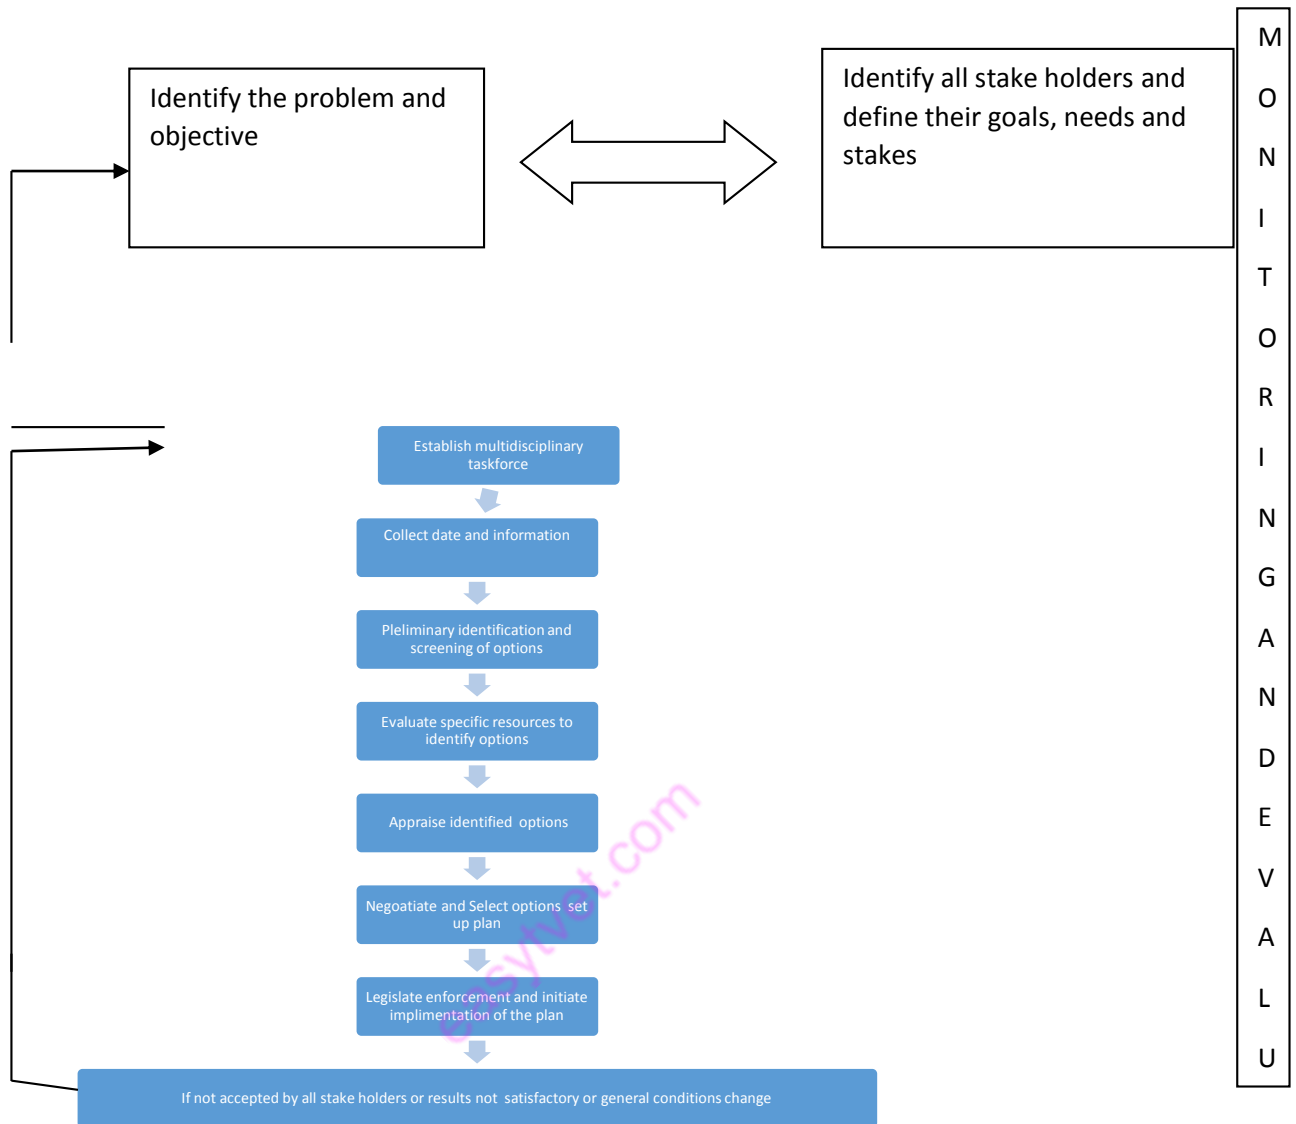 Identify the problem and
objective
Identify all stake holders and
define their goals, needs and
stakes
M
O
N
I
T
O
R
I
N
G
A
N
D
E
V
A
L
U
Establish multidisciplinary
taskforce
Collect date and information
Pleliminary identification and
screening of options
Evaluate specific resources to
identify options
Appraise identified options
Negoatiate and Select options set
up plan
Legislate enforcement and initiate
implimentation of the plan
If not accepted by all stake holders or results not satisfactory or general conditions change
easytvet.com